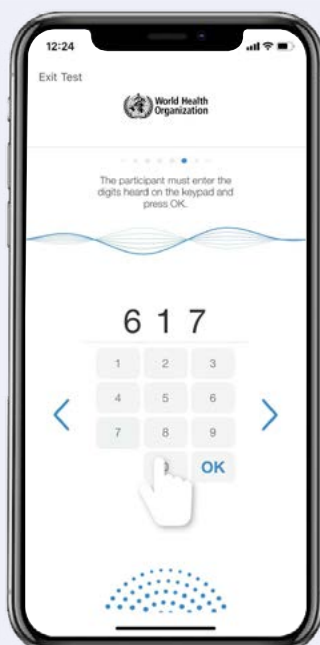 12:24
Exit Test
World Health
Organization
The participant must enter the
digits heard on the keypad and
press OK.
6 1 7
1 2 3
4 5 6
7 8 9
0 OK